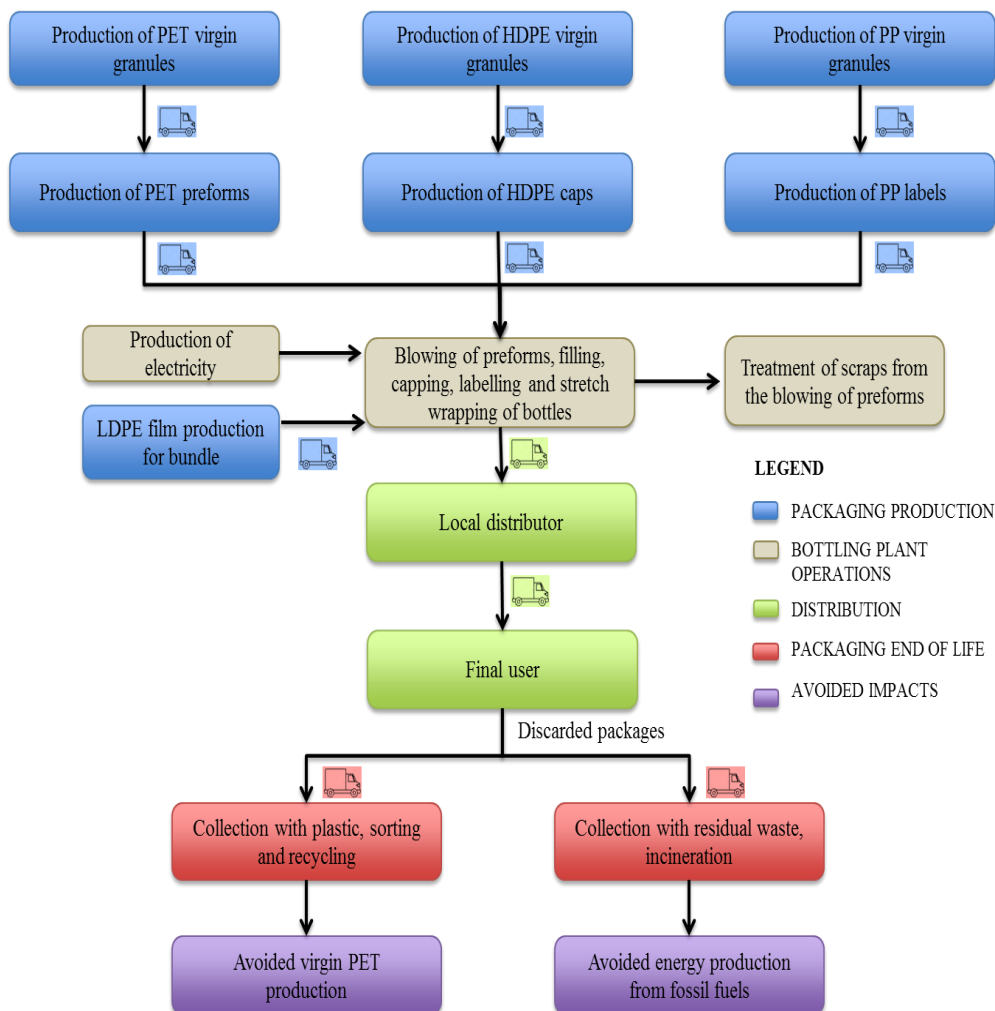 Production of PET virgin
granules
Production of HDPE virgin
granules
Production of PP virgin
granules
Production of PET preforms
Production of HDPE caps
Production of PP labels
Production of
electricity
Blowing of preforms, filling,
capping, labelling and stretch
wrapping of bottles
Treatment of scraps from
the blowing of preforms
LDPE film production
for bundle
LEGEND
PACKAGING PRODUCTION
BOTTLING PLANT
OPERATIONS
DISTRIBUTION
PACKAGING END OF LIFE
AVOIDED IMPACTS
Local distributor
Final user
Discarded packages
Collection with plastic, sorting
and recycling
Collection with residual waste,
incineration
Avoided virgin PET
production
Avoided energy production
from fossil fuels